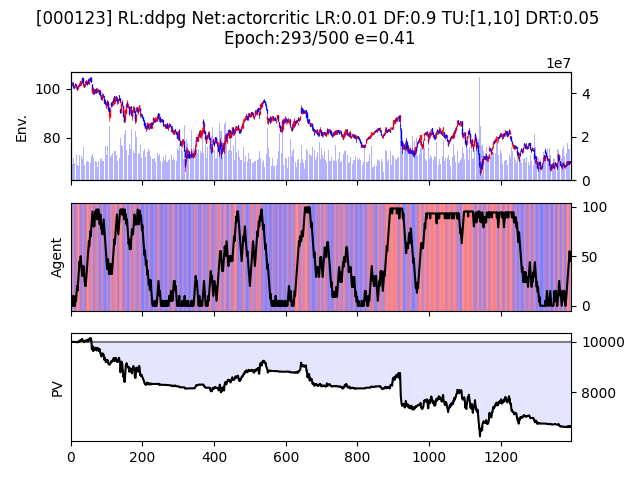 [000123] RL:ddpg Net:actorcritic LR:0.01 DF:0.9 TU:[1,10] DRT:0.05
Epoch:293/500 e=0.41
1e7
Env.
100
80
4
2
0
Agent
100
50
0
PV
10000
8000
0 200 400 600 800 1000 1200